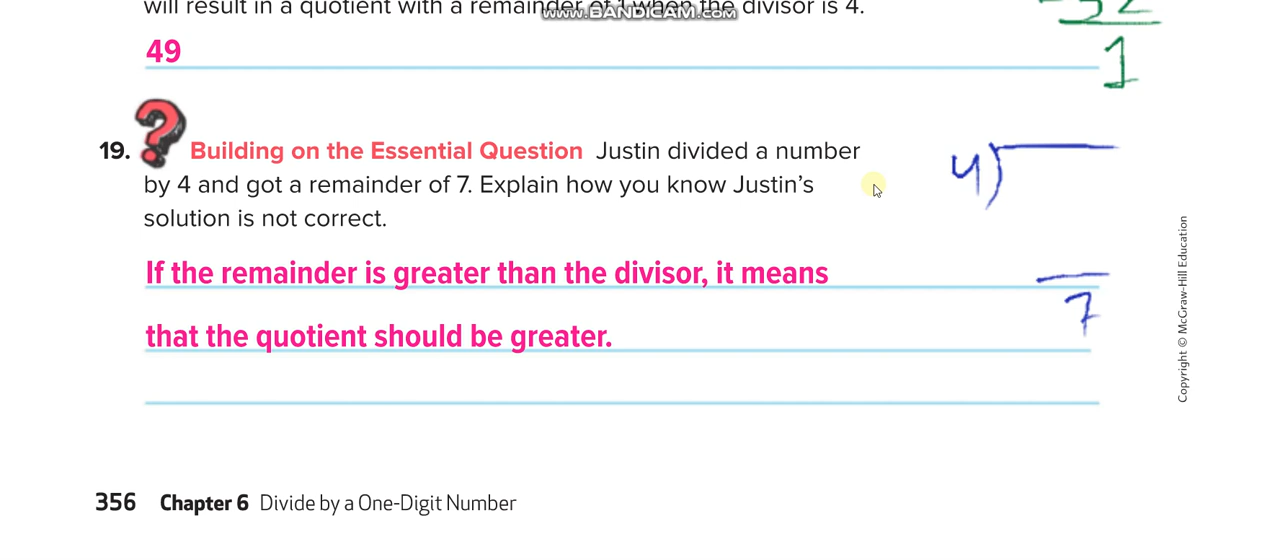 will result in a quotient with a remainder of 1 when the divisor is 4.
www.BANDICAM.com
49
1
19. ? Building on the Essential Question Justin divided a number
by 4 and got a remainder of 7. Explain how you know Justin's
solution is not correct.
4)
If the remainder is greater than the divisor, it means
7
that the quotient should be greater.
Copyright © McGraw-Hill Education
356 Chapter 6 Divide by a One-Digit Number